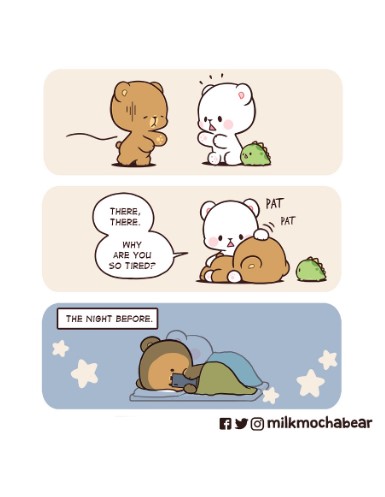 PAT
PAT
THERE,
THERE.
WHY
ARE YOU
SO TIRED?
THE NIGHT BEFORE.
milkmochabear